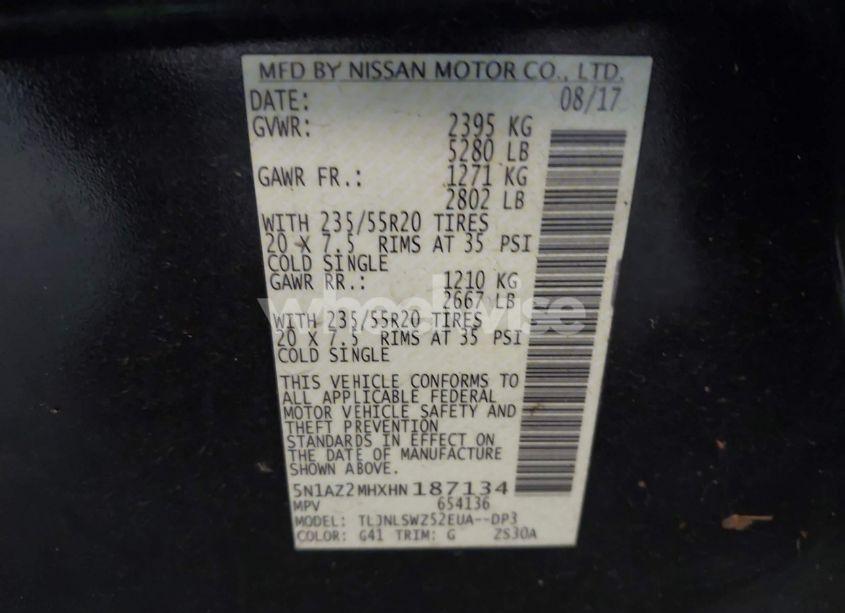 MFD BY NISSAN MOTOR CO., LTD.
DATE: 08/17
GVWR: 2395 KG
5280 LB
GAWR FR.: 1271 KG
2802 LB
WITH 235/55R20 TIRES
20 X 7.5 RIMS AT 35 PSI
COLD SINGLE
GAWR RR.: 1210 KG
2667 LB
wheelwise
WITH 235/55R20 TIRES
20 X 7.5 RIMS AT 35 PSI
COLD SINGLE
THIS VEHICLE CONFORMS TO
ALL APPLICABLE FEDERAL
MOTOR VEHICLE SAFETY AND
THEFT PREVENTION
STANDARDS IN EFFECT ON
THE DATE OF MANUFACTURE
SHOWN ABOVE.
5N1AZ2MHXHN187134
MPV 654136
MODEL: TLJNLSWZ52EUA--DP3
COLOR: G41 TRIM: G ZS30A